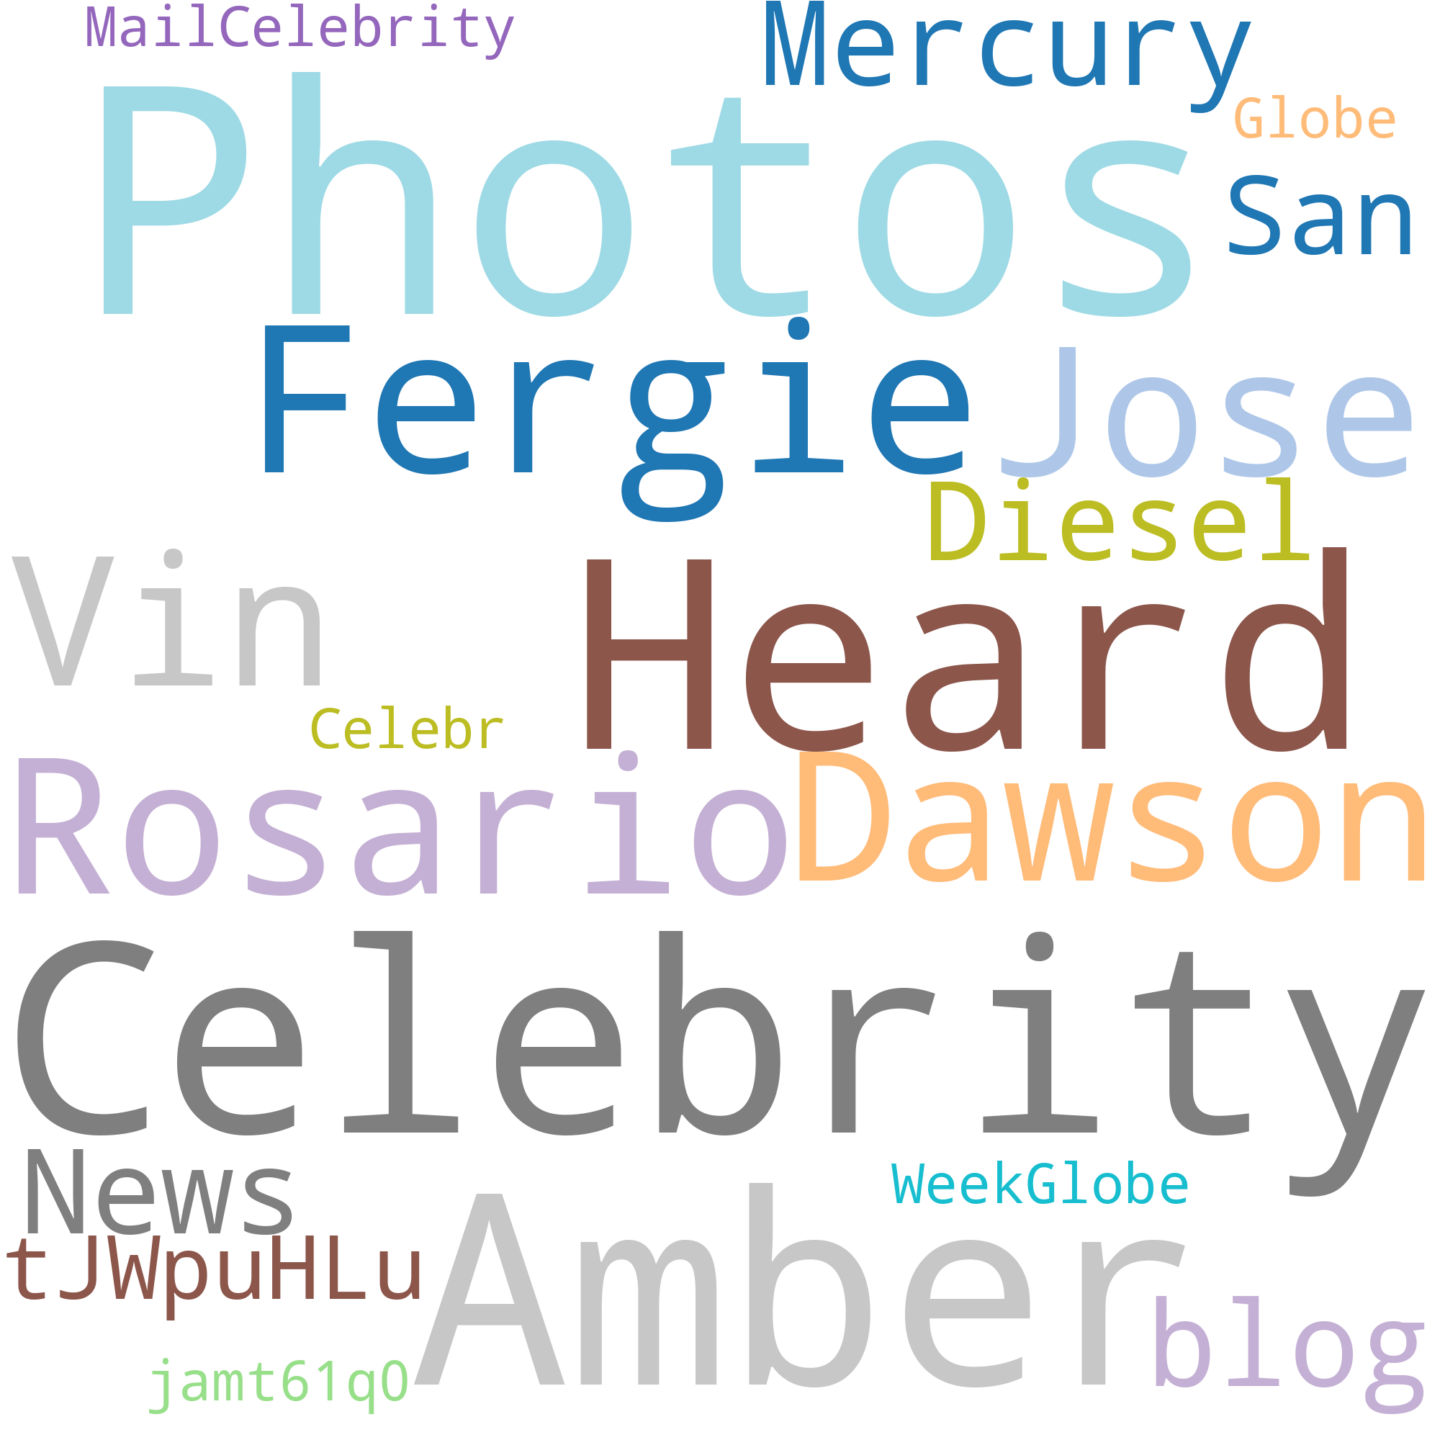 MailCelebrity
Mercury
Photos
Globe
San
Fergie
Jose
Diesel
Vin
Heard
Celebr
Rosario
Dawson
Celebrity
News
WeekGlobe
Amber
tJWpuHLu
blog
jamt61q0